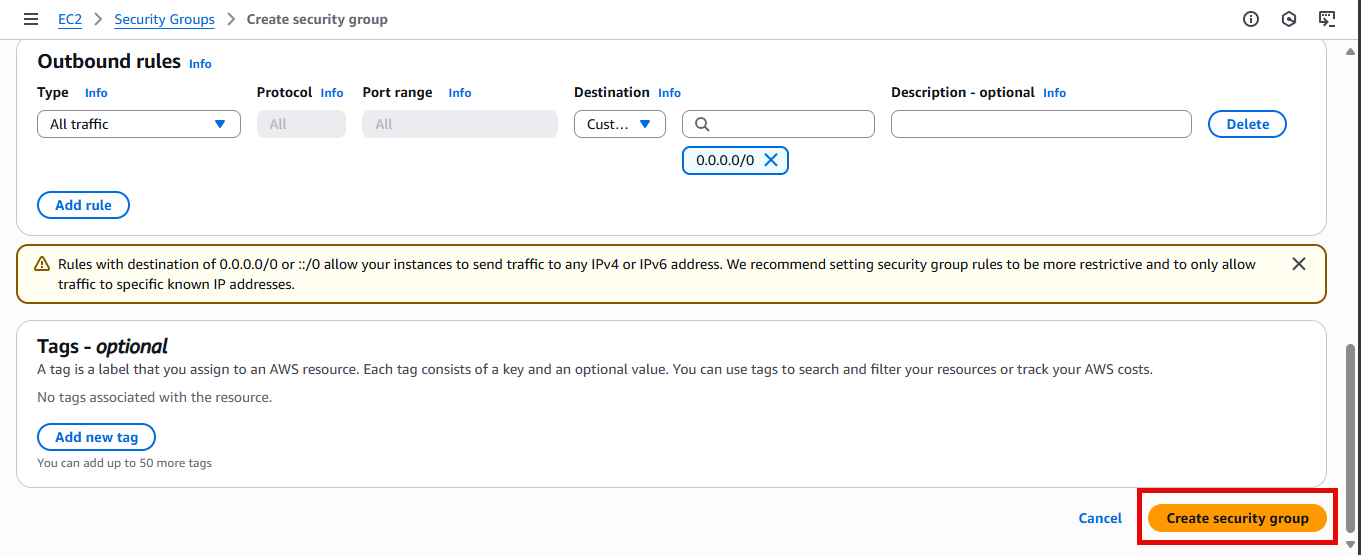 EC2 > Security Groups > Create security group
Outbound rules Info
Type Info Protocol Info Port range Info Destination Info Description - optional Info
All traffic All All Cust... Delete
0.0.0.0/0
Add rule
Rules with destination of 0.0.0.0/0 or ::/0 allow your instances to send traffic to any IPv4 or IPv6 address. We recommend setting security group rules to be more restrictive and to only allow
traffic to specific known IP addresses.
Tags - optional
A tag is a label that you assign to an AWS resource. Each tag consists of a key and an optional value. You can use tags to search and filter your resources or track your AWS costs.
No tags associated with the resource.
Add new tag
You can add up to 50 more tags
Cancel Create security group